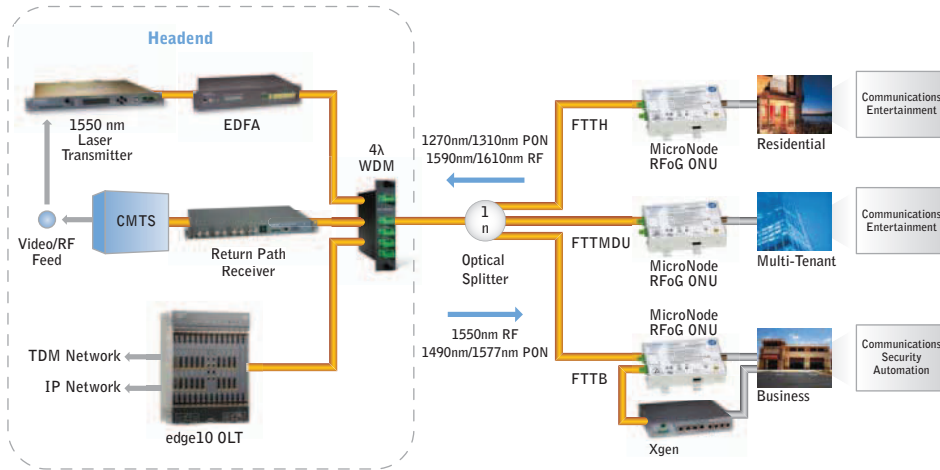 Headend
1550 nm
Laser
Transmitter
EDFA
4λ
WDM
CMTS
Video/RF
Feed
Return Path
Receiver
TDM Network
IP Network
edge10 OLT
1270nm/1310nm PON
1590nm/1610nm RF
1
n
Optical
Splitter
1550nm RF
1490nm/1577nm PON
FTTH
MicroNode
RFoG ONU
Residential
Communications
Entertainment
FTTMDU
MicroNode
RFoG ONU
Multi-Tenant
Communications
Entertainment
MicroNode
RFoG ONU
FTTB
Business
Communications
Security
Automation
Xgen